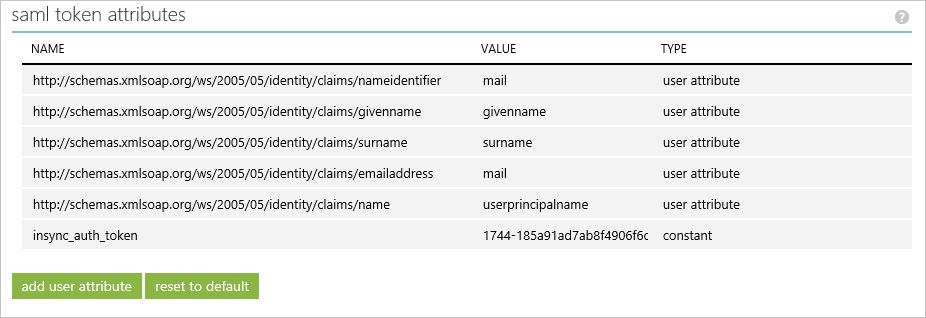 saml token attributes ?
NAME VALUE TYPE
http://schemas.xmlsoap.org/ws/2005/05/identity/claims/nameidentifier mail user attribute
http://schemas.xmlsoap.org/ws/2005/05/identity/claims/givenname givenname user attribute
http://schemas.xmlsoap.org/ws/2005/05/identity/claims/surname surname user attribute
http://schemas.xmlsoap.org/ws/2005/05/identity/claims/emailaddress mail user attribute
http://schemas.xmlsoap.org/ws/2005/05/identity/claims/name userprincipalname user attribute
insync_auth_token 1744-185a91ad7ab8f4906f6c constant
add user attribute reset to default